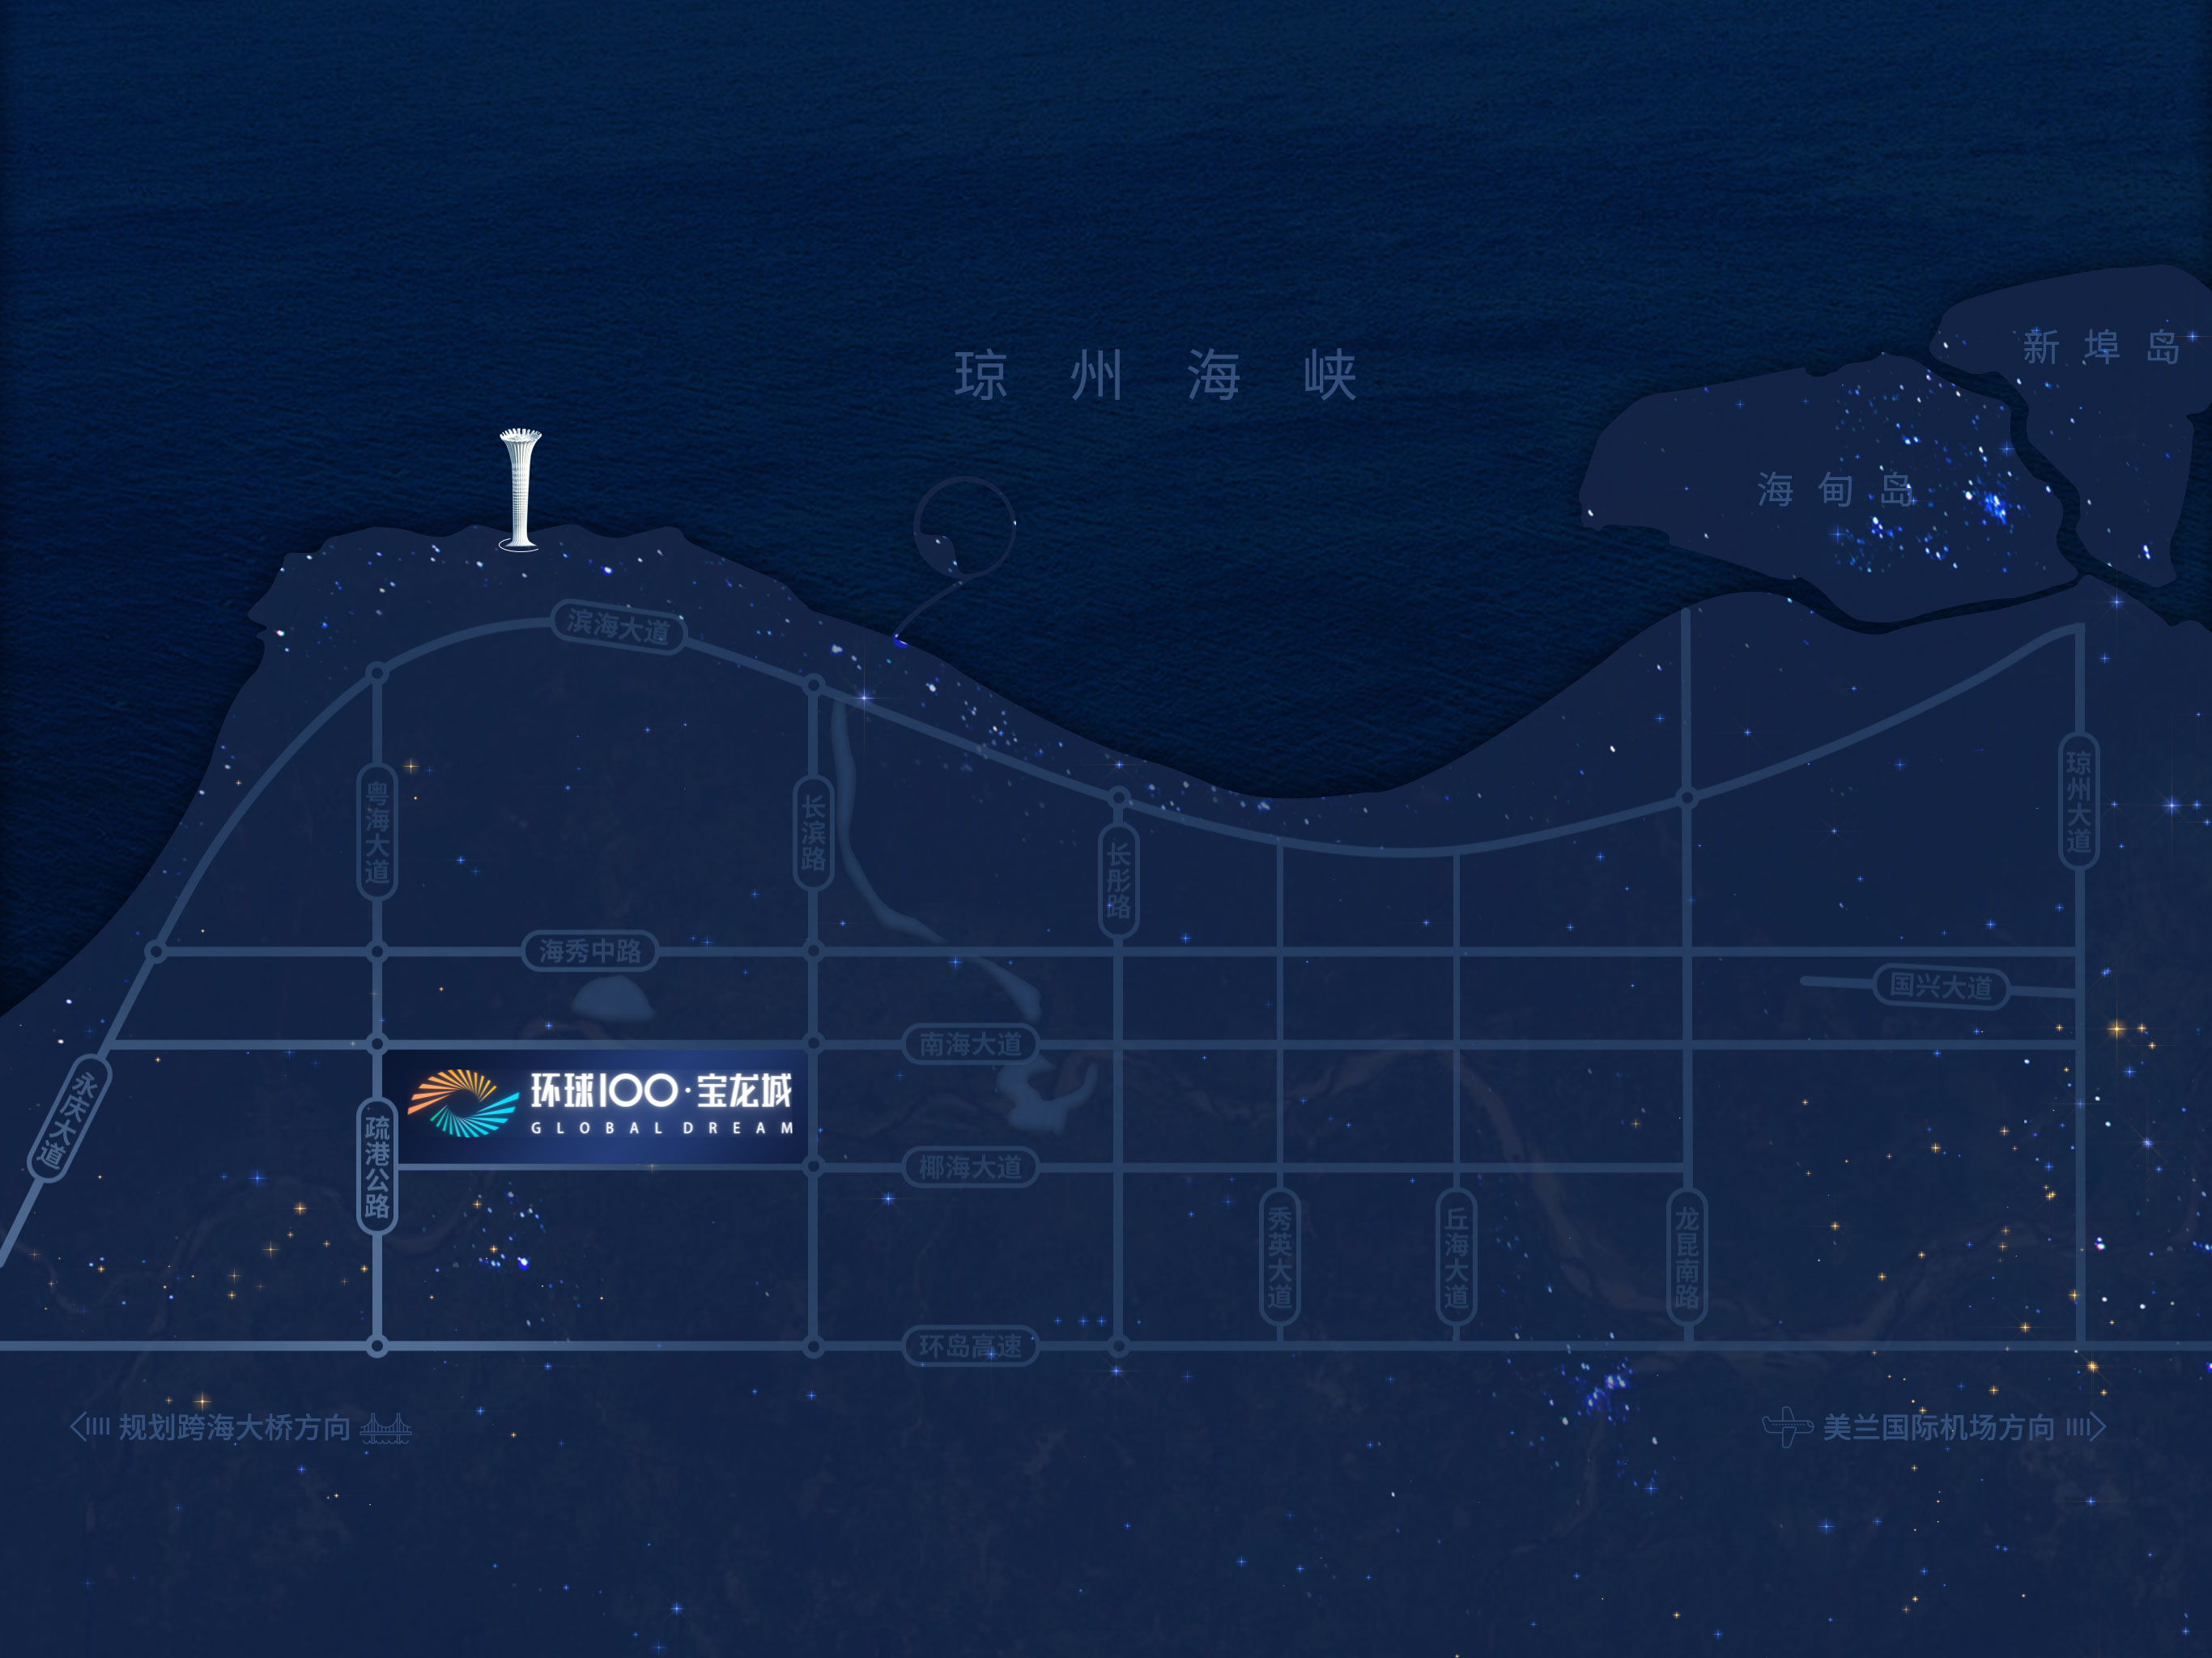 琼州海峡
新埠岛
海甸岛
滨海大道
粤海大道
长滨路
长彤路
琼州大道
海秀中路
国兴大道
南海大道
永庆大道
疏港公路
环球100·宝龙城
GLOBAL DREAM
椰海大道
秀英大道
丘海大道
龙昆南路
环岛高速
规划跨海大桥方向
美兰国际机场方向